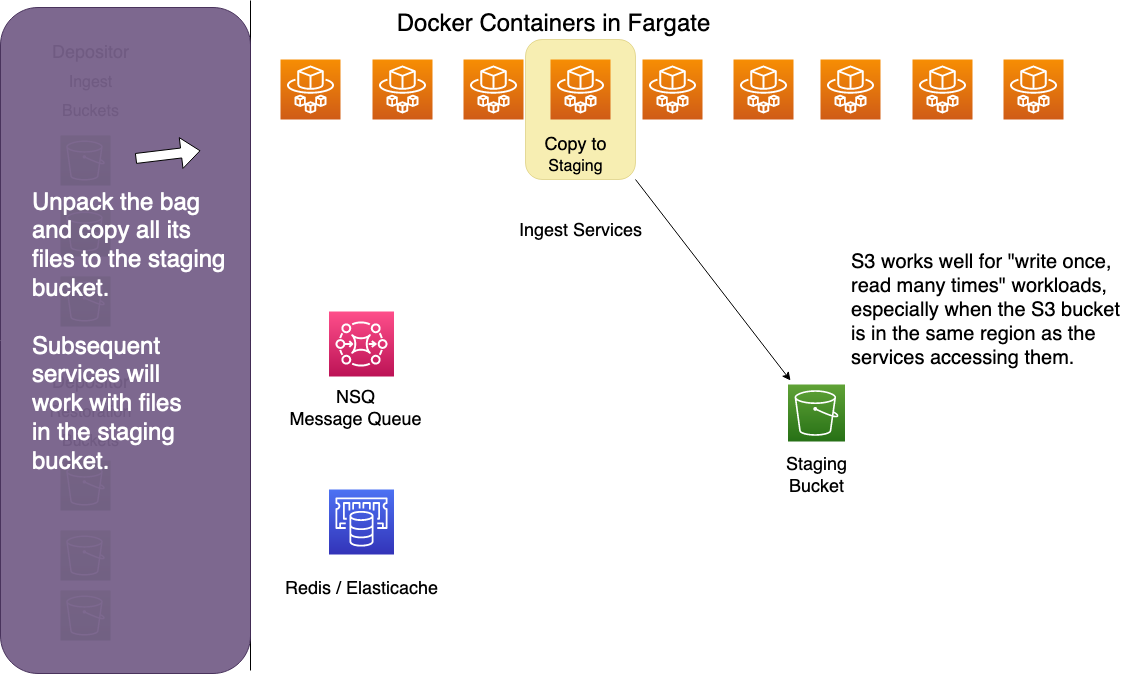 Docker Containers in Fargate
Depositor
Ingest
Buckets
Unpack the bag
and copy all its
files to the staging
bucket.
Subsequent
services will
work with files
in the staging
bucket.
Depositor
Restoration
Buckets
Copy to
Staging
Ingest Services
S3 works well for "write once,
read many times" workloads,
especially when the S3 bucket
is in the same region as the
services accessing them.
NSQ
Message Queue
Staging
Bucket
Redis / Elasticache